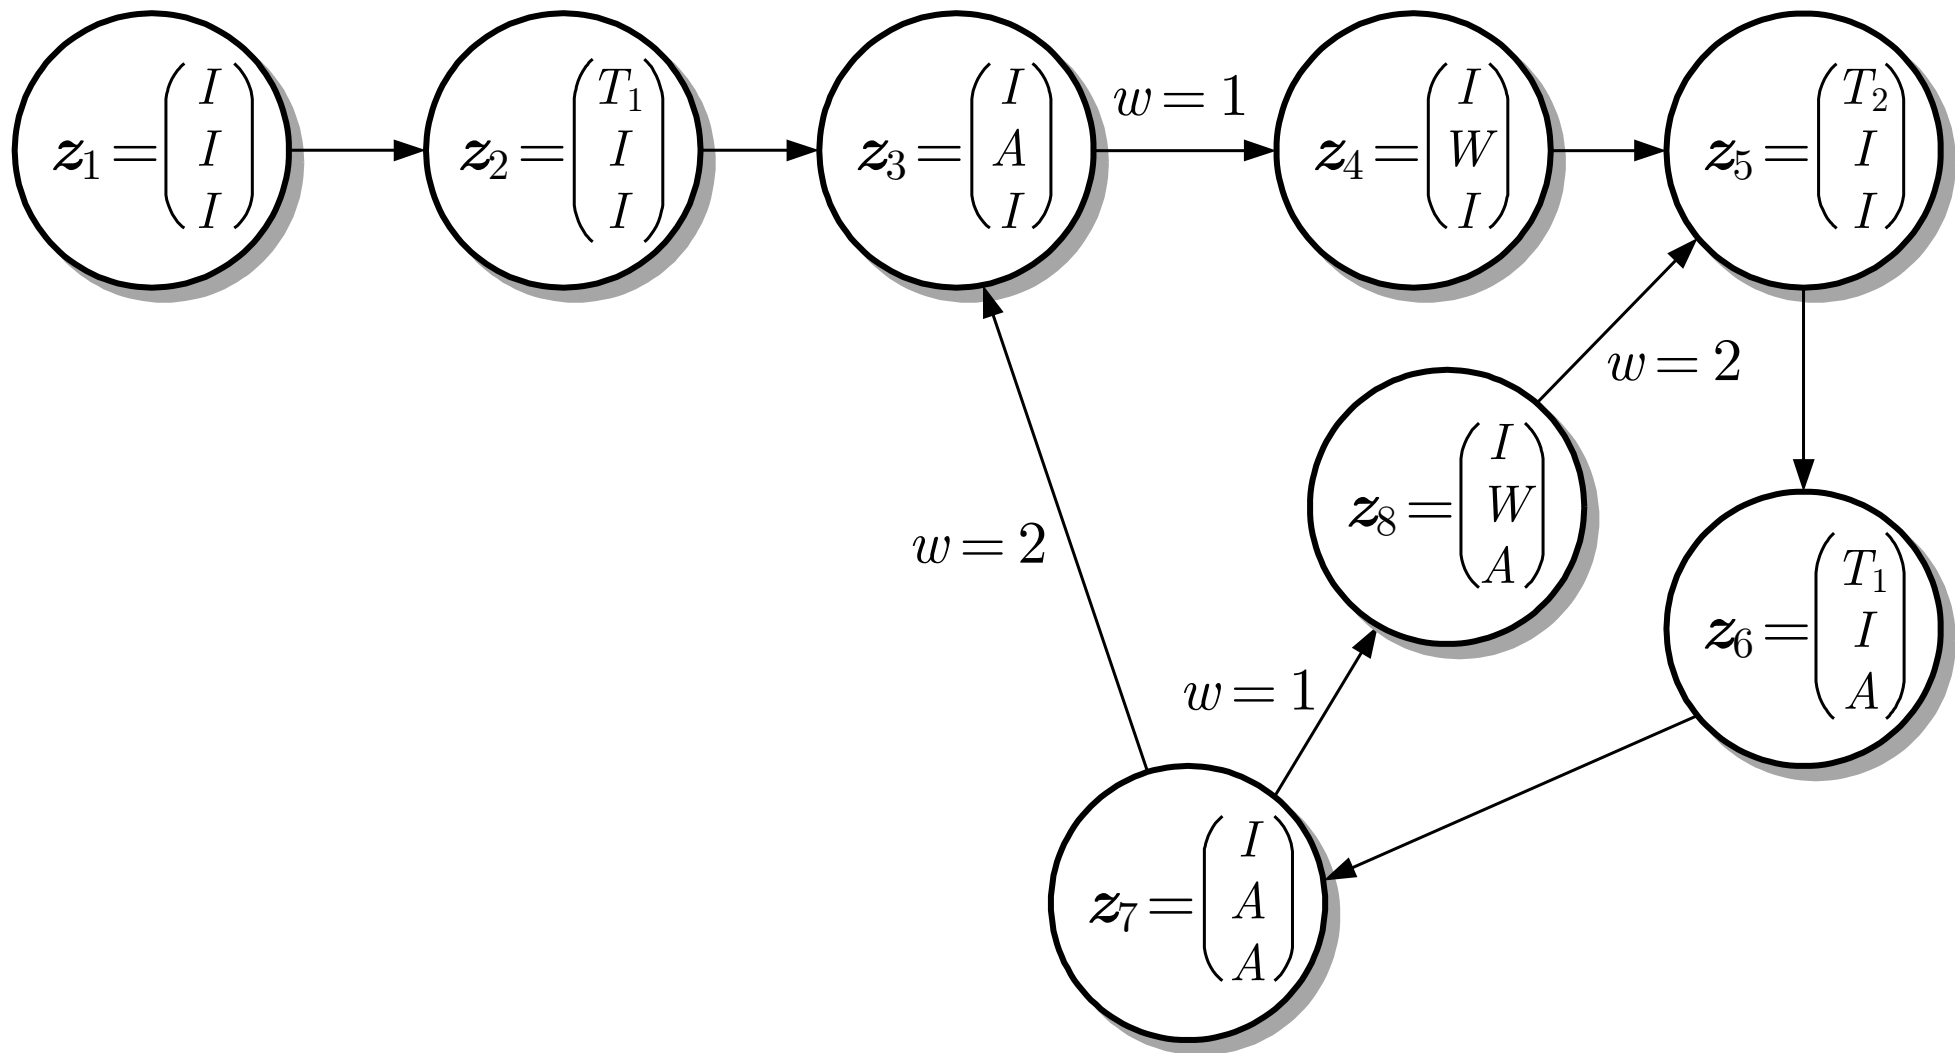 z₁ = (I I I)
z₂ = (T₁ I I)
z₃ = (I A I)
w = 1
z₄ = (I W I)
z₅ = (T₂ I I)
w = 2
z₈ = (I W A)
w = 2
z₆ = (T₁ I A)
w = 1
z₇ = (I A A)